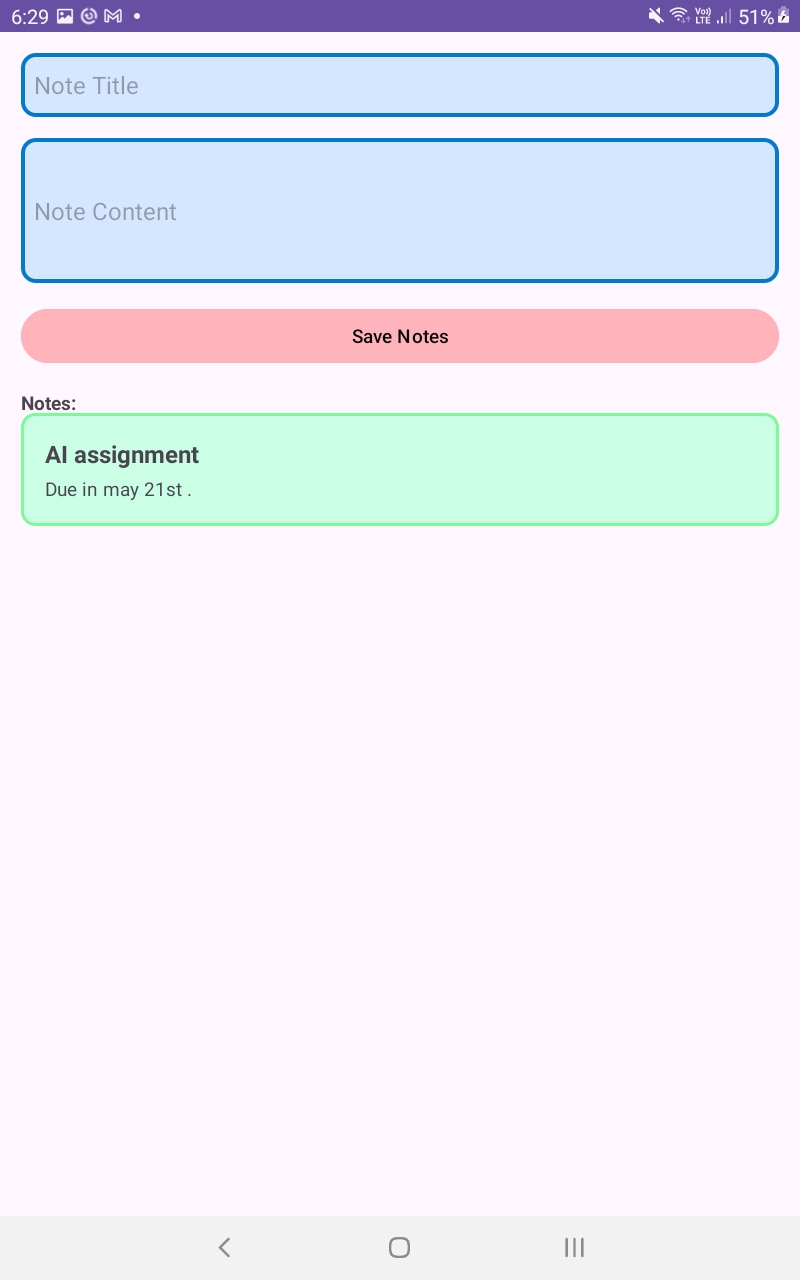 6:29 Vo)) LTE 51%
Note Title
Note Content
Save Notes
Notes:
AI assignment
Due in may 21st .